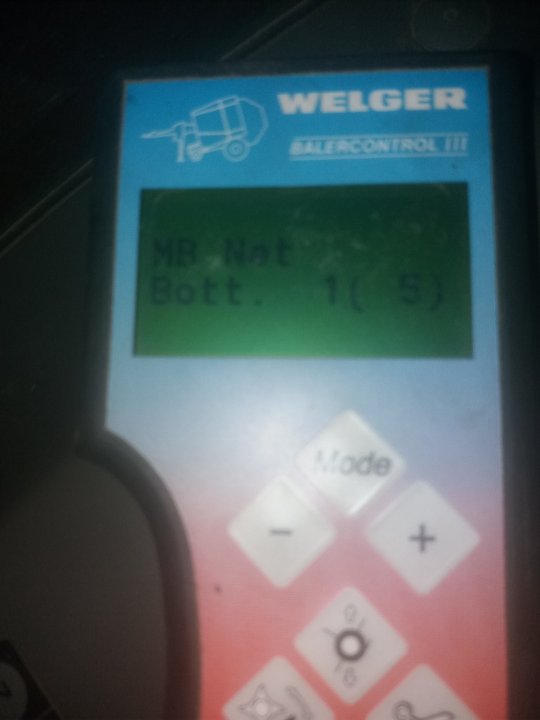 WELGER
BALERCONTROL III
MB Net
Bott. 1( 5)
Mode
-
+